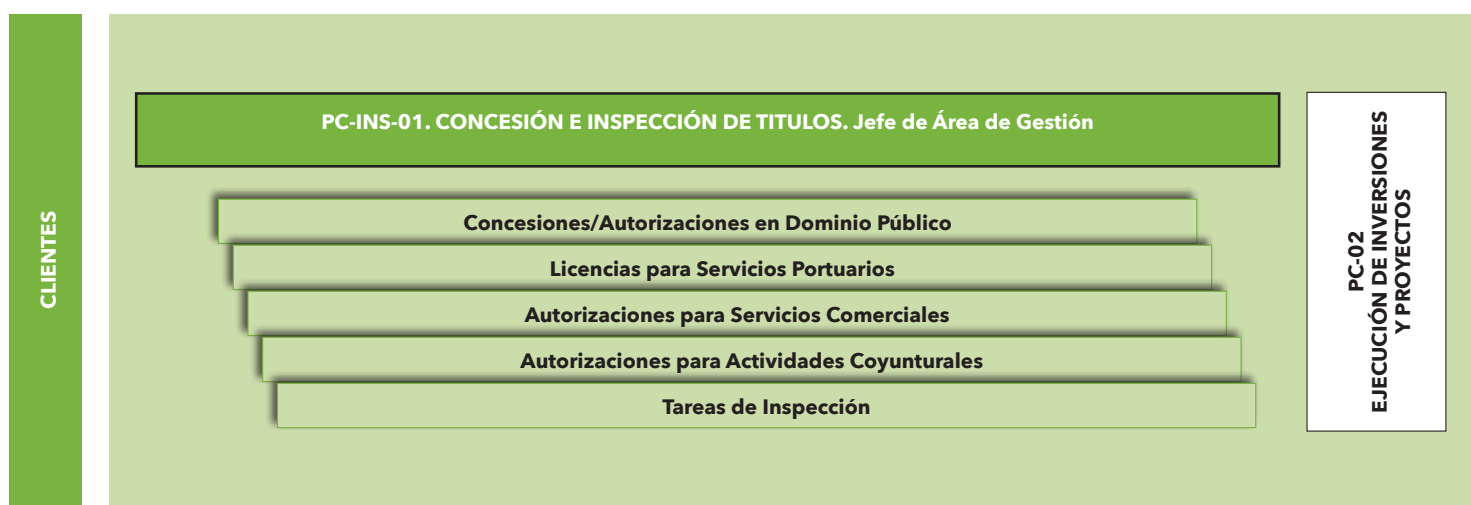 CLIENTES
PC-INS-01. CONCESIÓN E INSPECCIÓN DE TITULOS. Jefe de Área de Gestión
Concesiones/Autorizaciones en Dominio Público
Licencias para Servicios Portuarios
Autorizaciones para Servicios Comerciales
Autorizaciones para Actividades Coyunturales
Tareas de Inspección
PC-02
EJECUCIÓN DE INVERSIONES
Y PROYECTOS